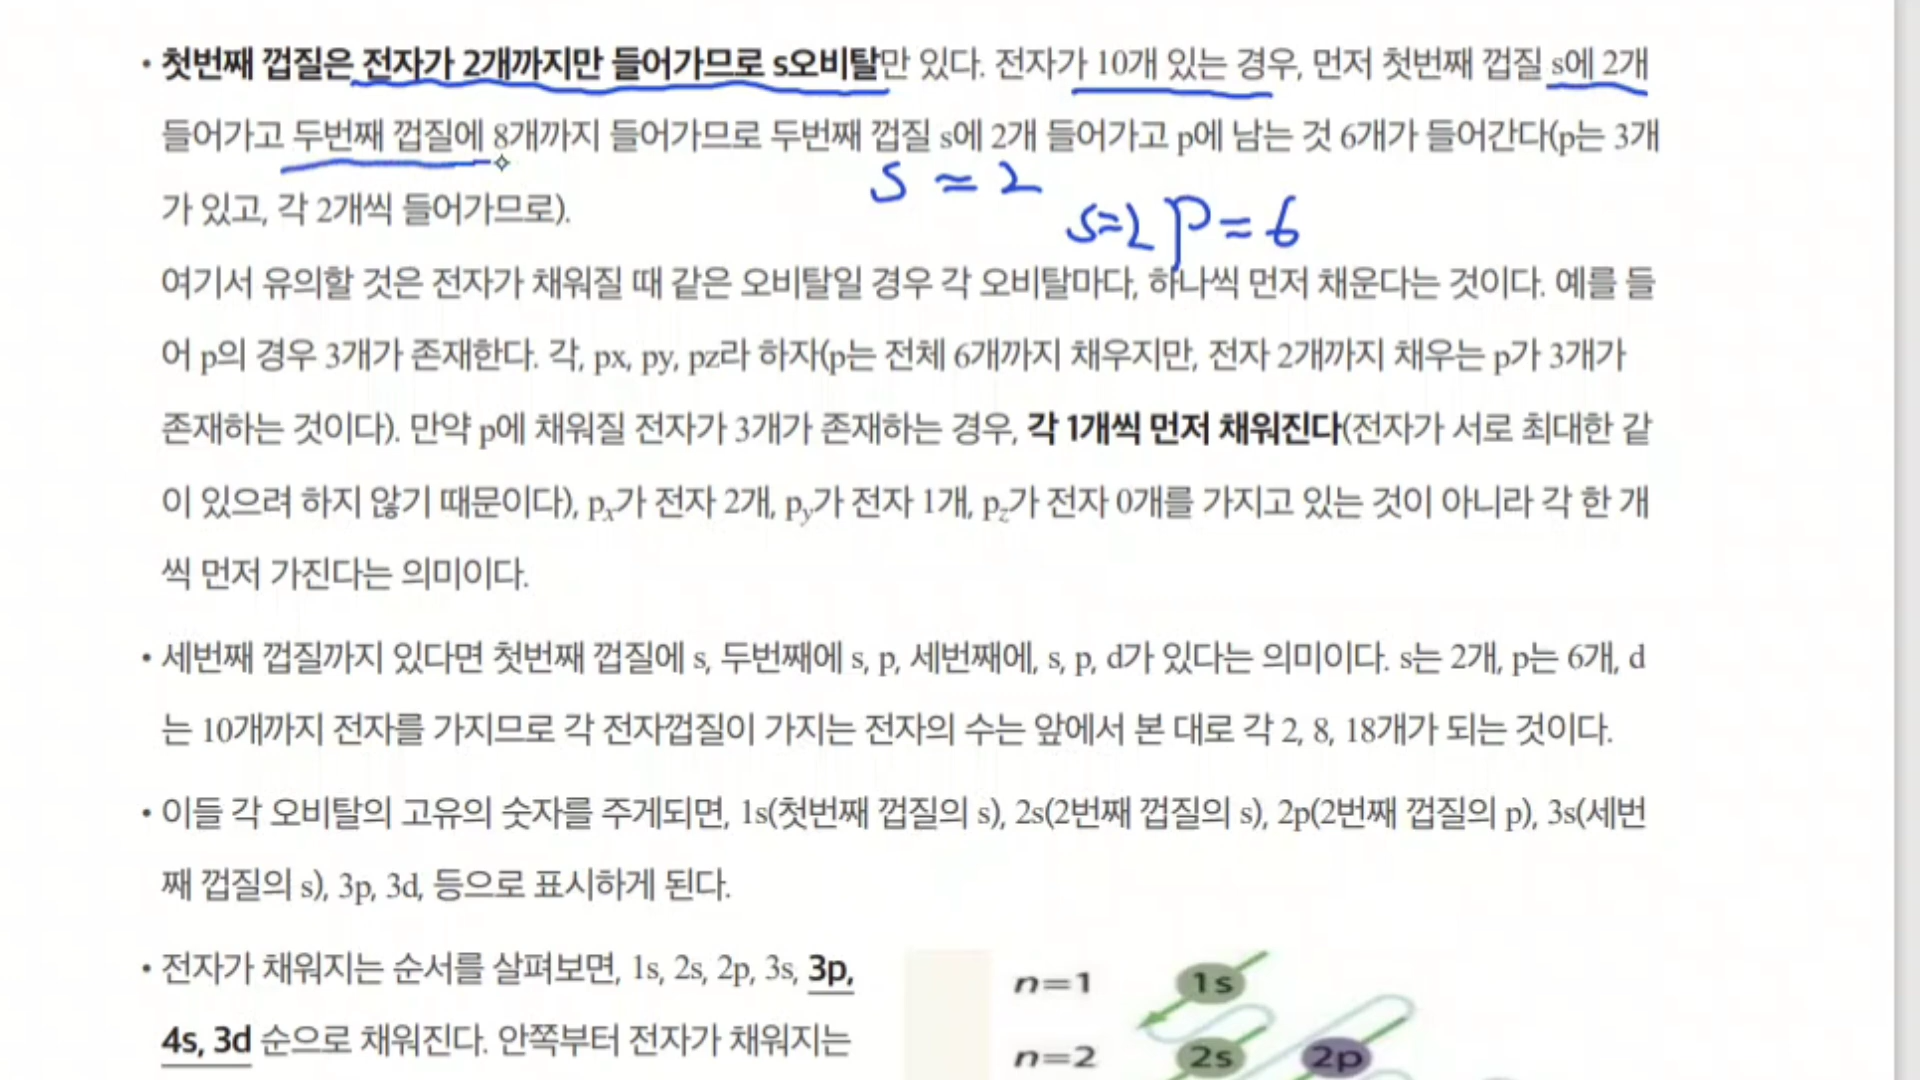 • 첫번째 껍질은 전자가 2개까지만 들어가므로 s오비탈만 있다. 전자가 10개 있는 경우, 먼저 첫번째 껍질 s에 2개
들어가고 두번째 껍질에 8개까지 들어가므로 두번째 껍질 s에 2개 들어가고 p에 남는 것 6개가 들어간다(p는 3개
가 있고, 각 2개씩 들어가므로).
s = 2
s=2 p = 6
여기서 유의할 것은 전자가 채워질 때 같은 오비탈일 경우 각 오비탈마다, 하나씩 먼저 채운다는 것이다. 예를 들
어 p의 경우 3개가 존재한다. 각, px, py, pz라 하자(p는 전체 6개까지 채우지만, 전자 2개까지 채우는 p가 3개가
존재하는 것이다). 만약 p에 채워질 전자가 3개가 존재하는 경우, 각 1개씩 먼저 채워진다(전자가 서로 최대한 같
이 있으려 하지 않기 때문이다), px가 전자 2개, py가 전자 1개, pz가 전자 0개를 가지고 있는 것이 아니라 각 한 개
씩 먼저 가진다는 의미이다.
• 세번째 껍질까지 있다면 첫번째 껍질에 s, 두번째에 s, p, 세번째에, s, p, d가 있다는 의미이다. s는 2개, p는 6개, d
는 10개까지 전자를 가지므로 각 전자껍질이 가지는 전자의 수는 앞에서 본 대로 각 2, 8, 18개가 되는 것이다.
• 이들 각 오비탈의 고유의 숫자를 주게되면, 1s(첫번째 껍질의 s), 2s(2번째 껍질의 s), 2p(2번째 껍질의 p), 3s(세번
째 껍질의 s), 3p, 3d, 등으로 표시하게 된다.
• 전자가 채워지는 순서를 살펴보면, 1s, 2s, 2p, 3s, 3p,
4s, 3d 순으로 채워진다. 안쪽부터 전자가 채워지는
n=1 1s
n=2 2s 2p